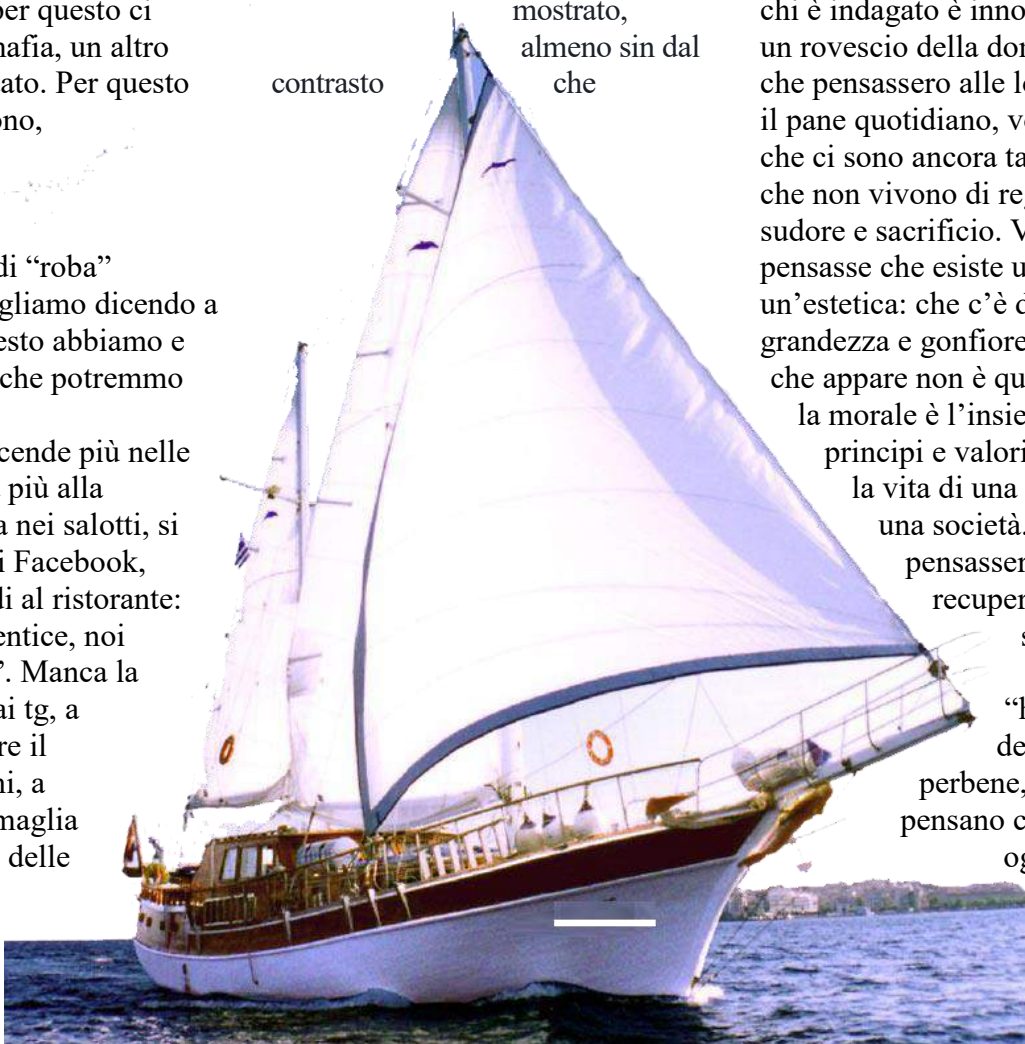 per questo ci
nafia, un altro
ato. Per questo
ono,
di “roba”
gliamo dicendo a
esto abbiamo e
che potremmo
cende più nelle
più alla
a nei salotti, si
i Facebook,
di al ristorante:
entice, noi
”. Manca la
ai tg, a
re il
ni, a
maglia
delle
mostrato,
almeno sin dal
contrasto che
chi è indagato è inno
un rovescio della dor
che pensassero alle lo
il pane quotidiano, ve
che ci sono ancora ta
che non vivono di reg
sudore e sacrificio. V
pensasse che esiste u
un’estetica: che c’è d
grandezza e gonfiore
che appare non è qu
la morale è l’insie
principi e valori
la vita di una
una società.
pensasser
recuper
s
“h
de
perbene,
pensano c
og